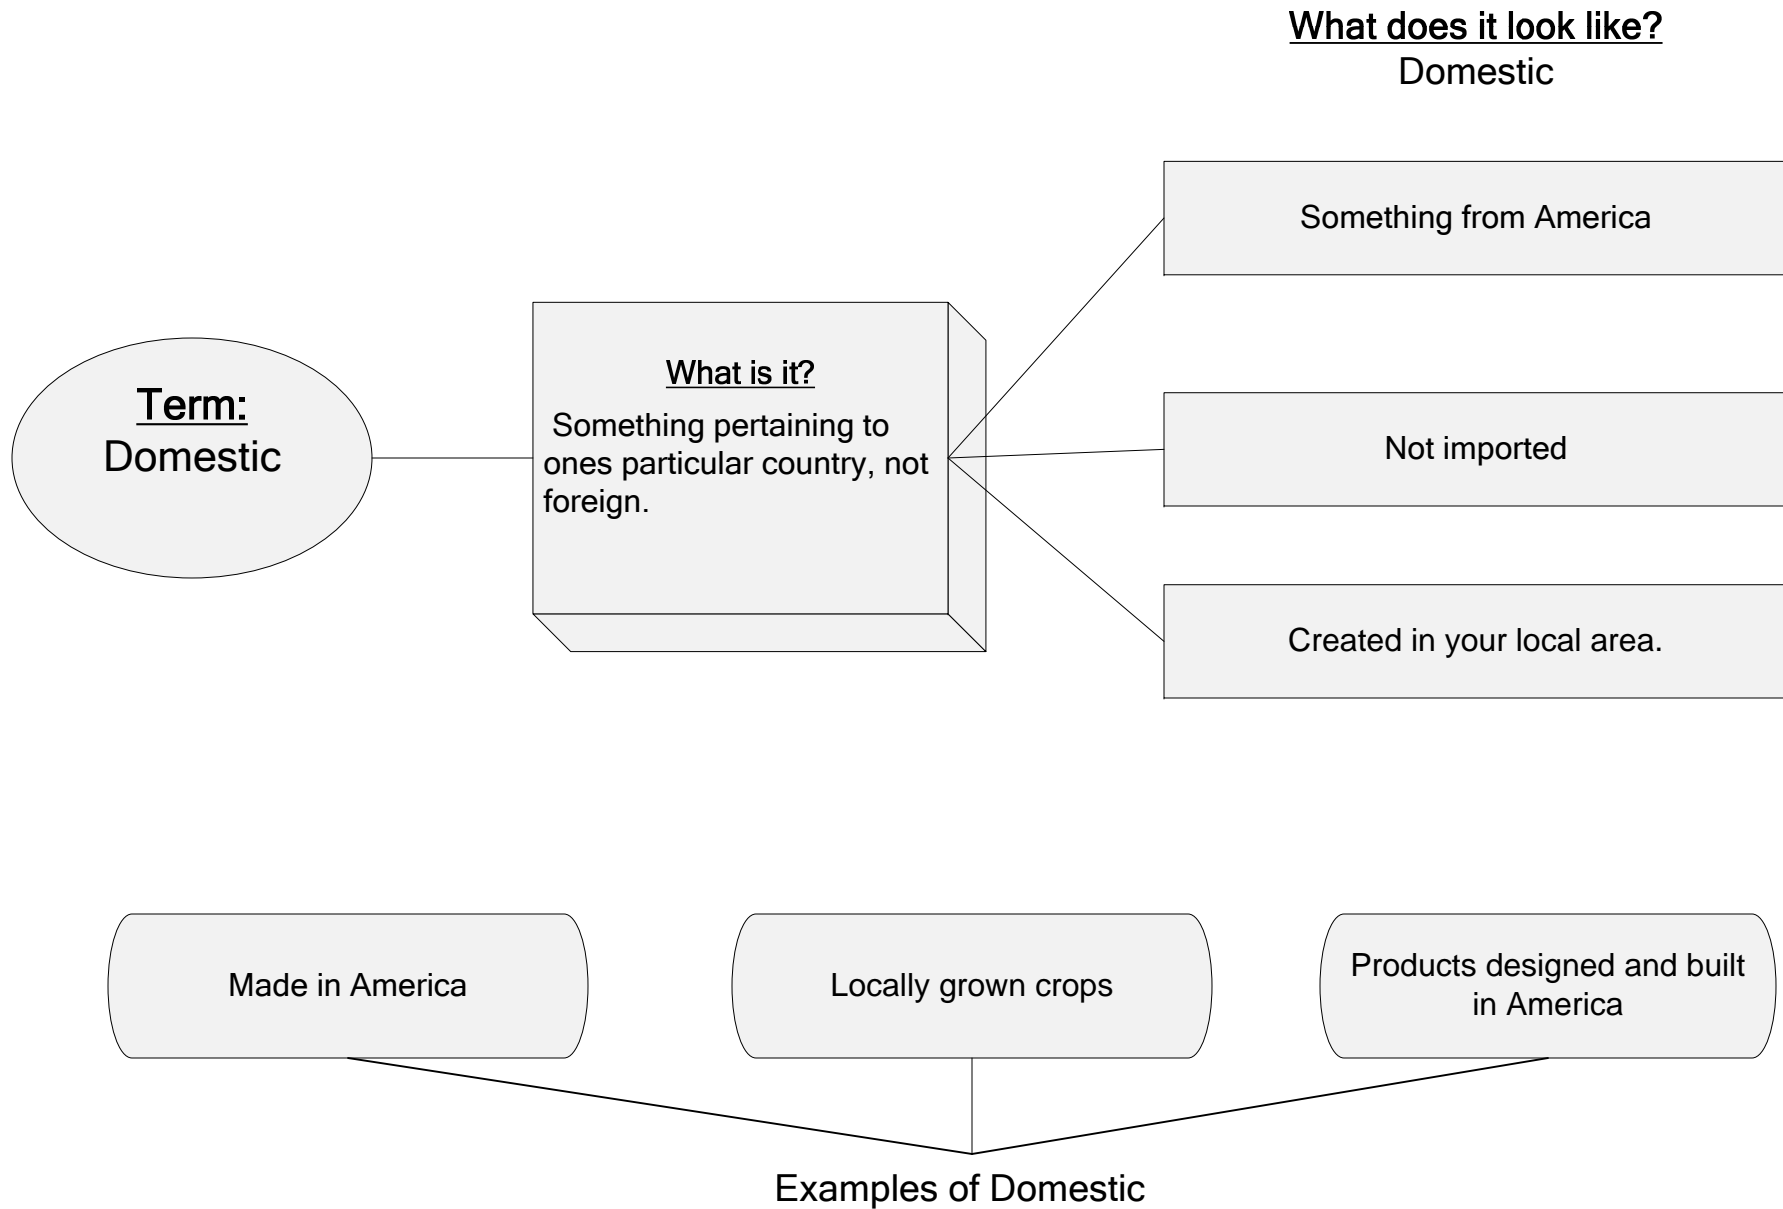 What does it look like?
Domestic
Something from America
What is it?
Term:
Domestic
Something pertaining to
ones particular country, not
foreign.
Not imported
Created in your local area.
Made in America
Locally grown crops
Products designed and built
in America
Examples of Domestic